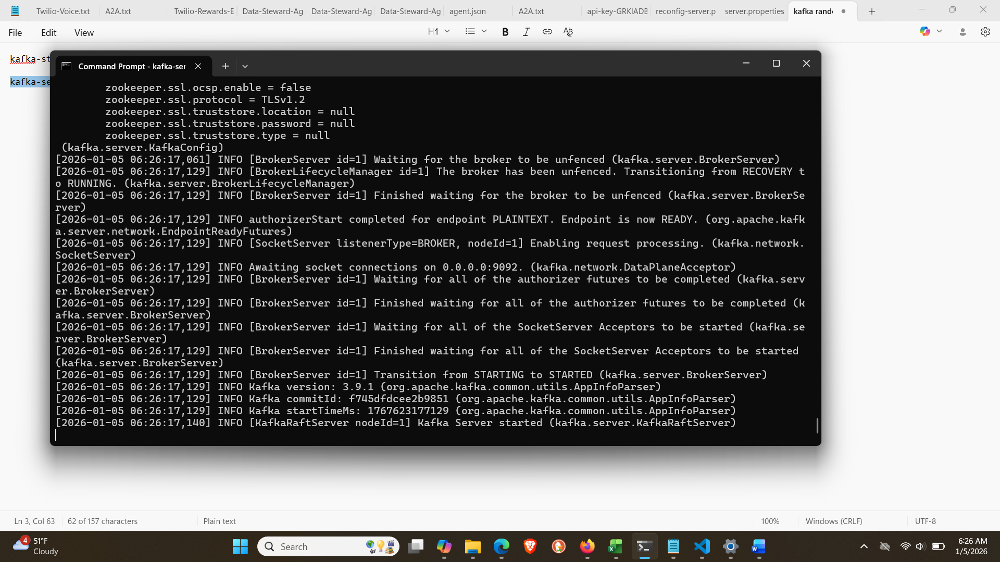 Twilio-Voice.txt
A2A.txt
Twilio-Rewards-E
Data-Steward-Ag
Data-Steward-Ag
Data-Steward-Ag
agent.json
A2A.txt
api-key-GRKIADB
reconfig-server.p
server.properties
kafka rand
File
Edit
View
H1
B
I
kafka-st
kafka-se
Command Prompt - kafka-ser
zookeeper.ssl.ocsp.enable = false
zookeeper.ssl.protocol = TLSv1.2
zookeeper.ssl.truststore.location = null
zookeeper.ssl.truststore.password = null
zookeeper.ssl.truststore.type = null
(kafka.server.KafkaConfig)
[2026-01-05 06:26:17,061] INFO [BrokerServer id=1] Waiting for the broker to be unfenced (kafka.server.BrokerServer)
[2026-01-05 06:26:17,129] INFO [BrokerLifecycleManager id=1] The broker has been unfenced. Transitioning from RECOVERY t
o RUNNING. (kafka.server.BrokerLifecycleManager)
[2026-01-05 06:26:17,129] INFO [BrokerServer id=1] Finished waiting for the broker to be unfenced (kafka.server.BrokerSe
rver)
[2026-01-05 06:26:17,129] INFO authorizerStart completed for endpoint PLAINTEXT. Endpoint is now READY. (org.apache.kafk
a.server.network.EndpointReadyFutures)
[2026-01-05 06:26:17,129] INFO [SocketServer listenerType=BROKER, nodeId=1] Enabling request processing. (kafka.network.
SocketServer)
[2026-01-05 06:26:17,129] INFO Awaiting socket connections on 0.0.0.0:9092. (kafka.network.DataPlaneAcceptor)
[2026-01-05 06:26:17,129] INFO [BrokerServer id=1] Waiting for all of the authorizer futures to be completed (kafka.serv
er.BrokerServer)
[2026-01-05 06:26:17,129] INFO [BrokerServer id=1] Finished waiting for all of the authorizer futures to be completed (k
afka.server.BrokerServer)
[2026-01-05 06:26:17,129] INFO [BrokerServer id=1] Waiting for all of the SocketServer Acceptors to be started (kafka.se
rver.BrokerServer)
[2026-01-05 06:26:17,129] INFO [BrokerServer id=1] Finished waiting for all of the SocketServer Acceptors to be started
(kafka.server.BrokerServer)
[2026-01-05 06:26:17,129] INFO [BrokerServer id=1] Transition from STARTING to STARTED (kafka.server.BrokerServer)
[2026-01-05 06:26:17,129] INFO Kafka version: 3.9.1 (org.apache.kafka.common.utils.AppInfoParser)
[2026-01-05 06:26:17,129] INFO Kafka commitId: f745dfdcee2b9851 (org.apache.kafka.common.utils.AppInfoParser)
[2026-01-05 06:26:17,129] INFO Kafka startTimeMs: 1767623177129 (org.apache.kafka.common.utils.AppInfoParser)
[2026-01-05 06:26:17,140] INFO [KafkaRaftServer nodeId=1] Kafka Server started (kafka.server.KafkaRaftServer)
Ln 3, Col 63
62 of 157 characters
Plain text
100%
Windows (CRLF)
UTF-8
4
51°F
Cloudy
Search
6:26 AM
1/5/2026